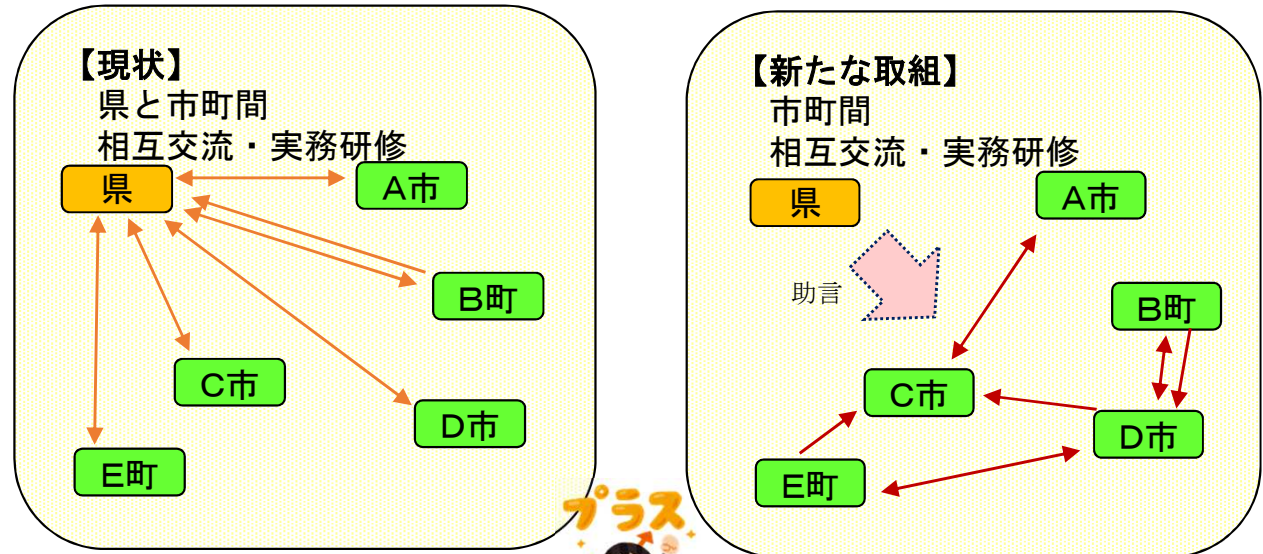 【現状】
県と市町間
相互交流・実務研修
県
A市
B町
C市
D市
E町
【新たな取組】
市町間
相互交流・実務研修
県
A市
助言
B町
C市
D市
E町
プラス